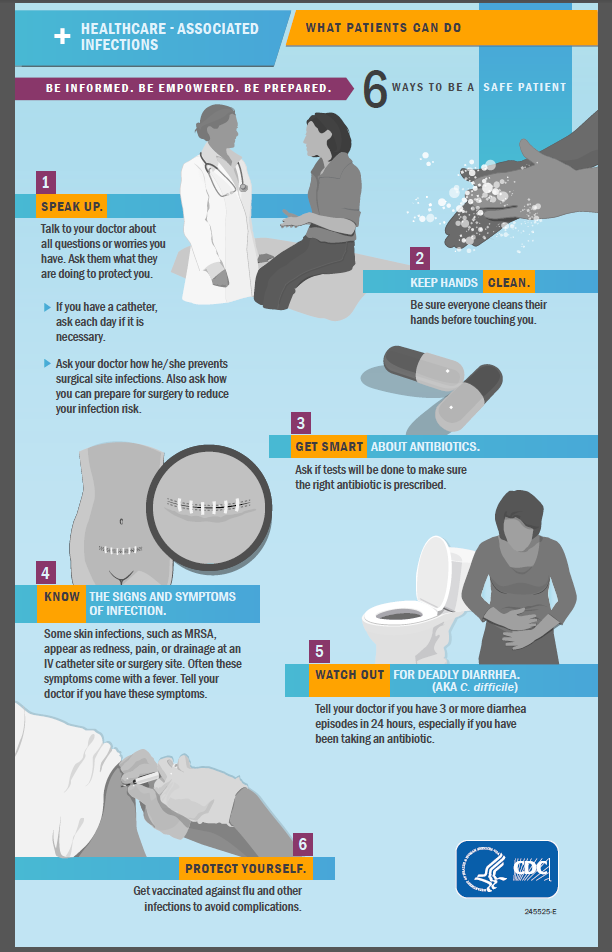 + HEALTHCARE - ASSOCIATED
INFECTIONS
WHAT PATIENTS CAN DO
BE INFORMED. BE EMPOWERED. BE PREPARED.
6 WAYS TO BE A SAFE PATIENT
1
SPEAK UP.
Talk to your doctor about
all questions or worries you
have. Ask them what they
are doing to protect you.
If you have a catheter,
ask each day if it is
necessary.
Ask your doctor how he/she prevents
surgical site infections. Also ask how
you can prepare for surgery to reduce
your infection risk.
2
KEEP HANDS CLEAN.
Be sure everyone cleans their
hands before touching you.
3
GET SMART ABOUT ANTIBIOTICS.
Ask if tests will be done to make sure
the right antibiotic is prescribed.
4
KNOW THE SIGNS AND SYMPTOMS
OF INFECTION.
Some skin infections, such as MRSA,
appear as redness, pain, or drainage at an
IV catheter site or surgery site. Often these
symptoms come with a fever. Tell your
doctor if you have these symptoms.
5
WATCH OUT FOR DEADLY DIARRHEA.
(AKA C. difficile)
Tell your doctor if you have 3 or more diarrhea
episodes in 24 hours, especially if you have
been taking an antibiotic.
6
PROTECT YOURSELF.
Get vaccinated against flu and other
infections to avoid complications.
CDC
245525-E